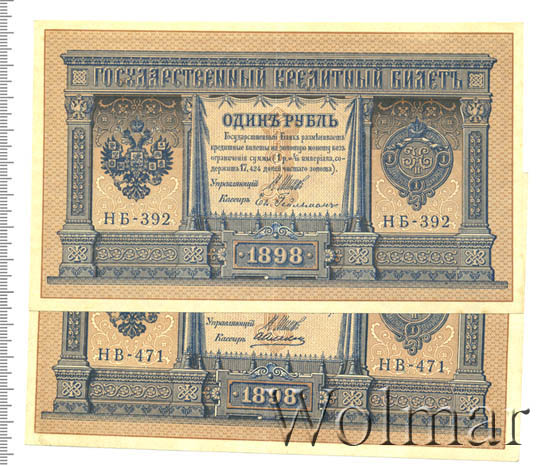 ГОСУДАРСТВЕННЫЙ КРЕДИТНЫЙ БИЛЕТЪ
ОДИНЪ РУБЛЬ
Государственный Банкъ размѣниваетъ
кредитные билеты на золотую монету безъ
ограниченія суммы (1 р. = 1/15 имперіала, со-
держитъ 17,424 долей чистаго золота).
Управляющій
Кассиръ
НБ-392 НБ-392
1898
Управляющій
Кассиръ
НВ-471 НВ-471
1898
Wolmar